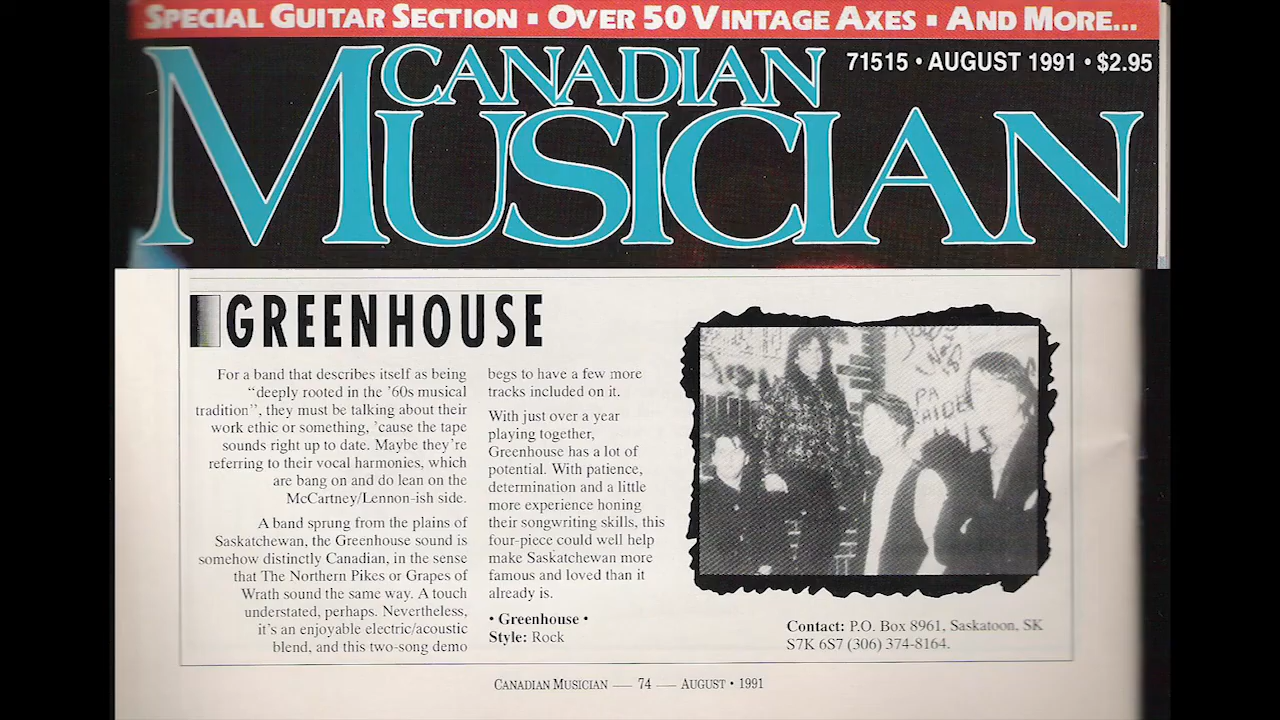 SPECIAL GUITAR SECTION ▪ OVER 50 VINTAGE AXES ▪ AND MORE...
CANADIAN
MUSICIAN
71515 • AUGUST 1991 • $2.95
GREENHOUSE
For a band that describes itself as being
“deeply rooted in the ’60s musical
tradition”, they must be talking about their
work ethic or something, ’cause the tape
sounds right up to date. Maybe they’re
referring to their vocal harmonies, which
are bang on and do lean on the
McCartney/Lennon-ish side.
A band sprung from the plains of
Saskatchewan, the Greenhouse sound is
somehow distinctly Canadian, in the sense
that The Northern Pikes or Grapes of
Wrath sound the same way. A touch
understated, perhaps. Nevertheless,
it’s an enjoyable electric/acoustic
blend, and this two-song demo
begs to have a few more
tracks included on it.
With just over a year
playing together,
Greenhouse has a lot of
potential. With patience,
determination and a little
more experience honing
their songwriting skills, this
four-piece could well help
make Saskatchewan more
famous and loved than it
already is.
• Greenhouse •
Style: Rock
PA
Contact: P.O. Box 8961, Saskatoon, SK
S7K 6S7 (306) 374-8164.
CANADIAN MUSICIAN — 74 — AUGUST • 1991